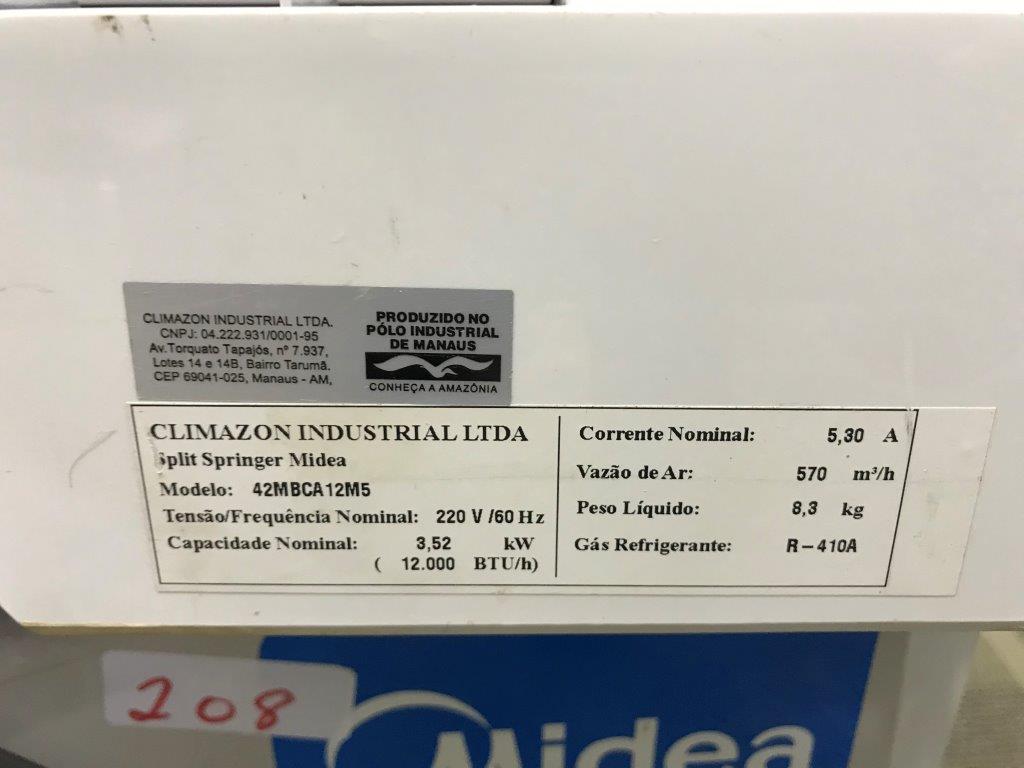 CLIMAZON INDUSTRIAL LTDA.
CNPJ: 04.222.931/0001-95
Av.Torquato Tapajós, nº 7.937,
Lotes 14 e 14B, Bairro Tarumã.
CEP 69041-025, Manaus - AM,
PRODUZIDO NO
PÓLO INDUSTRIAL
DE MANAUS
CONHEÇA A AMAZÔNIA
CLIMAZON INDUSTRIAL LTDA
Split Springer Midea
Modelo: 42MBCA12M5
Tensão/Frequência Nominal: 220 V /60 Hz
Capacidade Nominal: 3,52 kW
( 12.000 BTU/h)
Corrente Nominal: 5,30 A
Vazão de Ar: 570 m³/h
Peso Líquido: 8,3 kg
Gás Refrigerante: R-410A
208
Midea